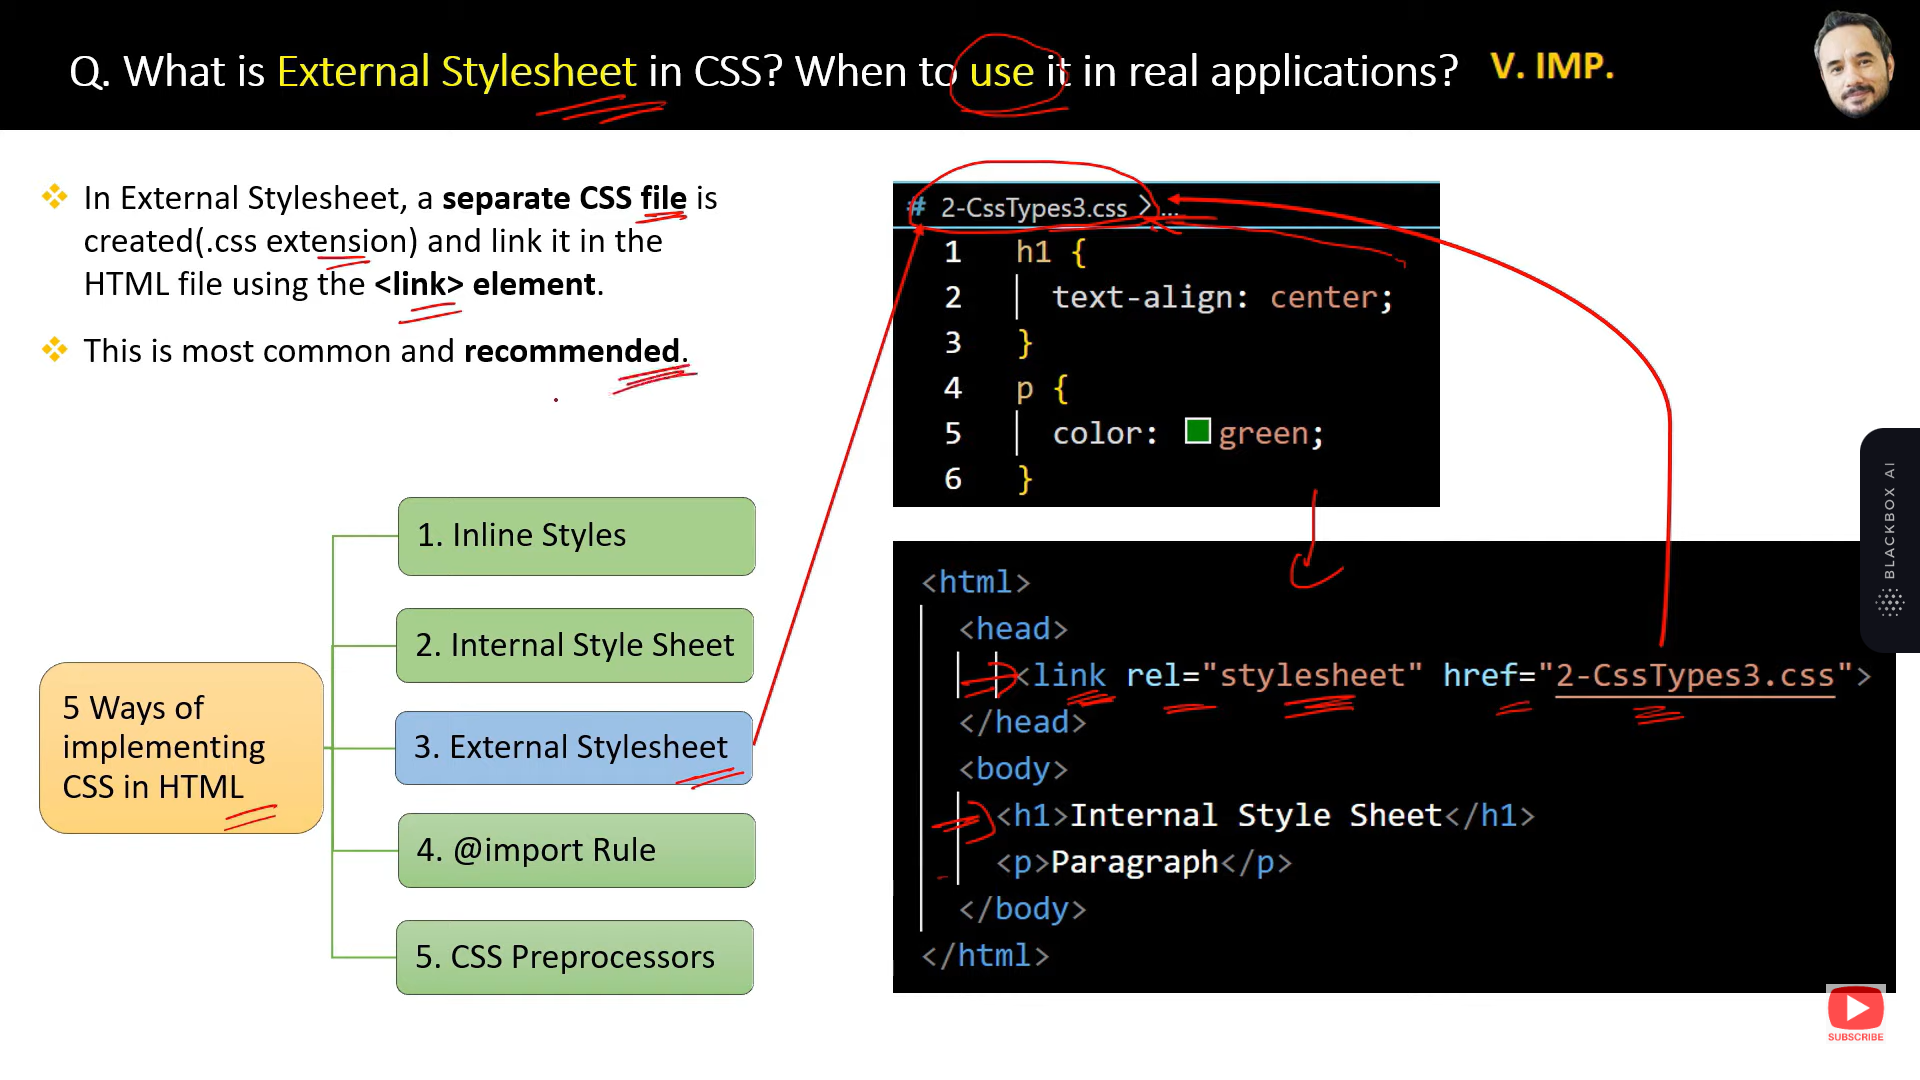 Q. What is External Stylesheet in CSS? When to use it in real applications? V. IMP.
In External Stylesheet, a separate CSS file is
created(.css extension) and link it in the
HTML file using the <link> element.
This is most common and recommended.
5 Ways of
implementing
CSS in HTML
1. Inline Styles
2. Internal Style Sheet
3. External Stylesheet
4. @import Rule
5. CSS Preprocessors
# 2-CssTypes3.css > ...
1 h1 {
2 text-align: center;
3 }
4 p {
5 color: green;
6 }
<html>
<head>
<link rel="stylesheet" href="2-CssTypes3.css">
</head>
<body>
<h1>Internal Style Sheet</h1>
<p>Paragraph</p>
</body>
</html>
BLACKBOX AI
SUBSCRIBE